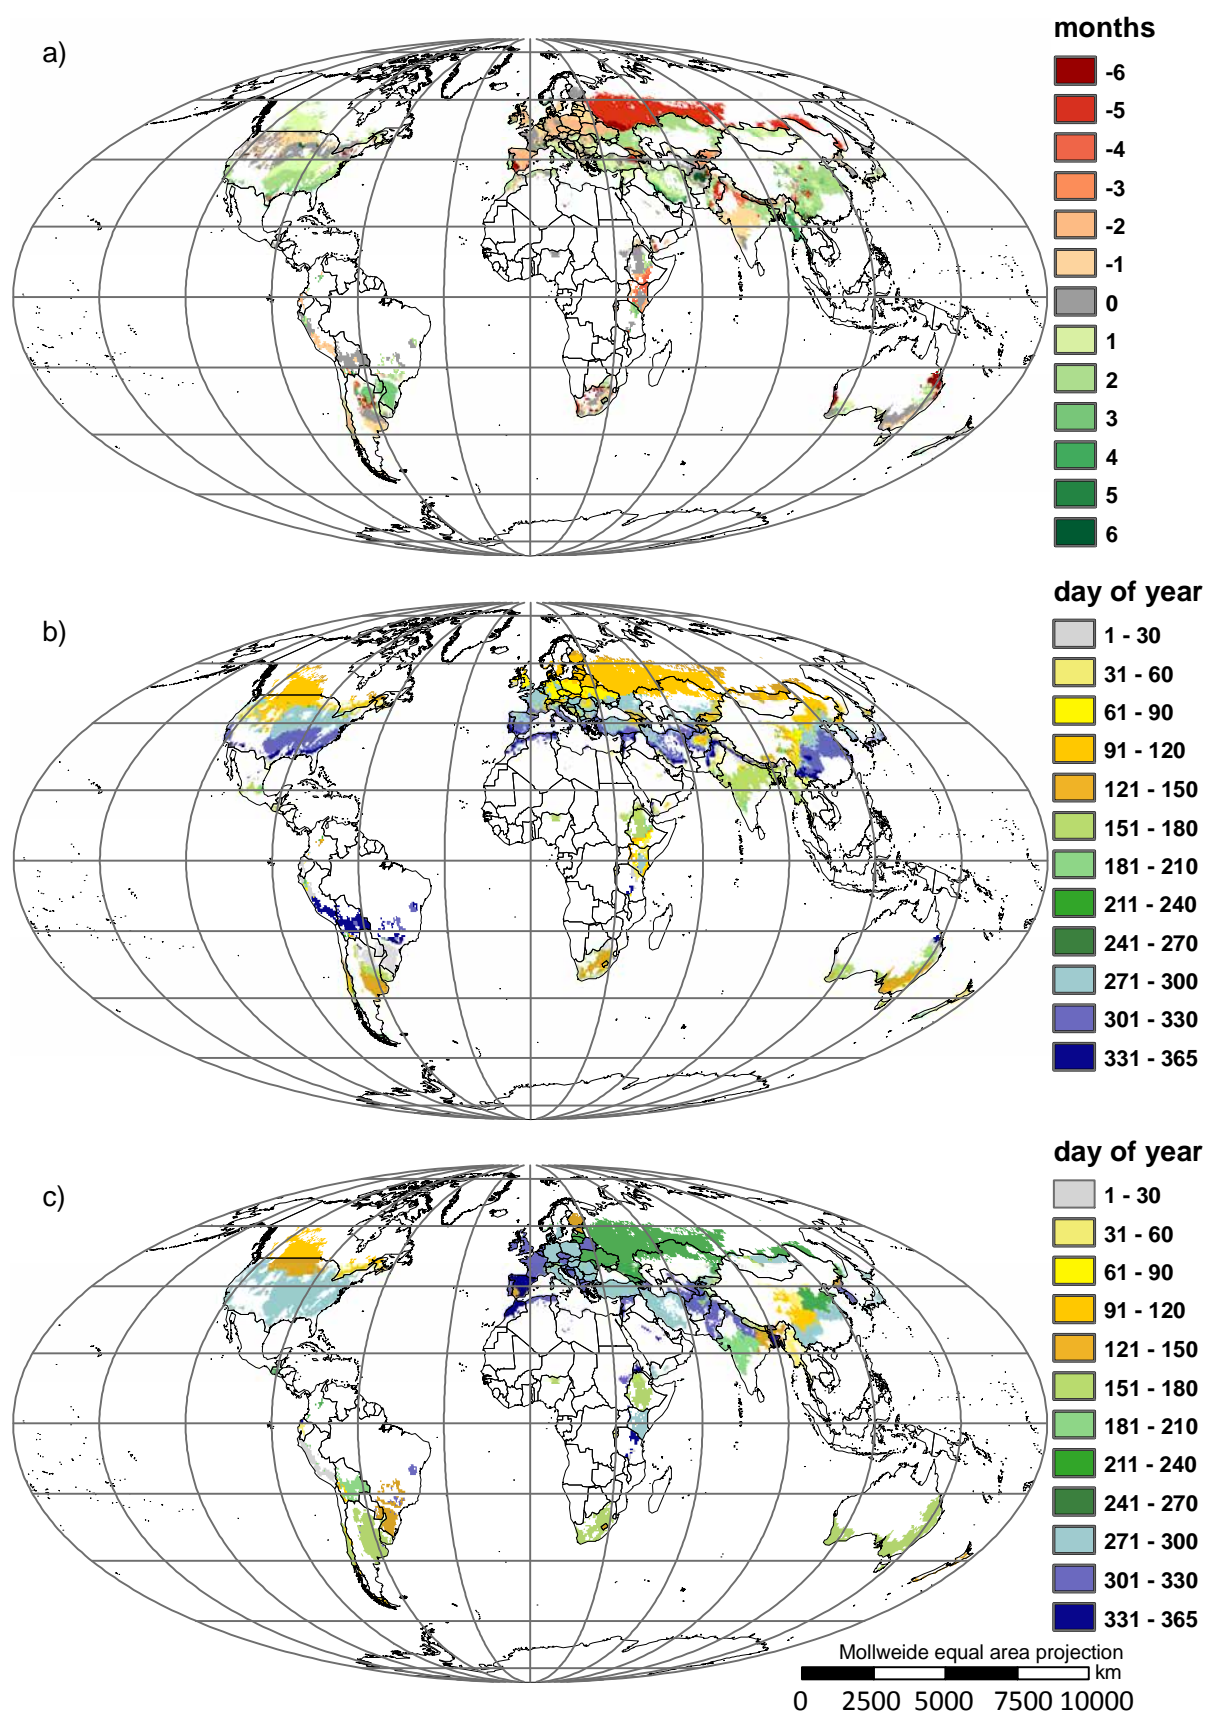 a)
months
-6
-5
-4
-3
-2
-1
0
1
2
3
4
5
6
b)
day of year
1 - 30
31 - 60
61 - 90
91 - 120
121 - 150
151 - 180
181 - 210
211 - 240
241 - 270
271 - 300
301 - 330
331 - 365
c)
day of year
1 - 30
31 - 60
61 - 90
91 - 120
121 - 150
151 - 180
181 - 210
211 - 240
241 - 270
271 - 300
301 - 330
331 - 365
Mollweide equal area projection
km
0 2500 5000 7500 10000